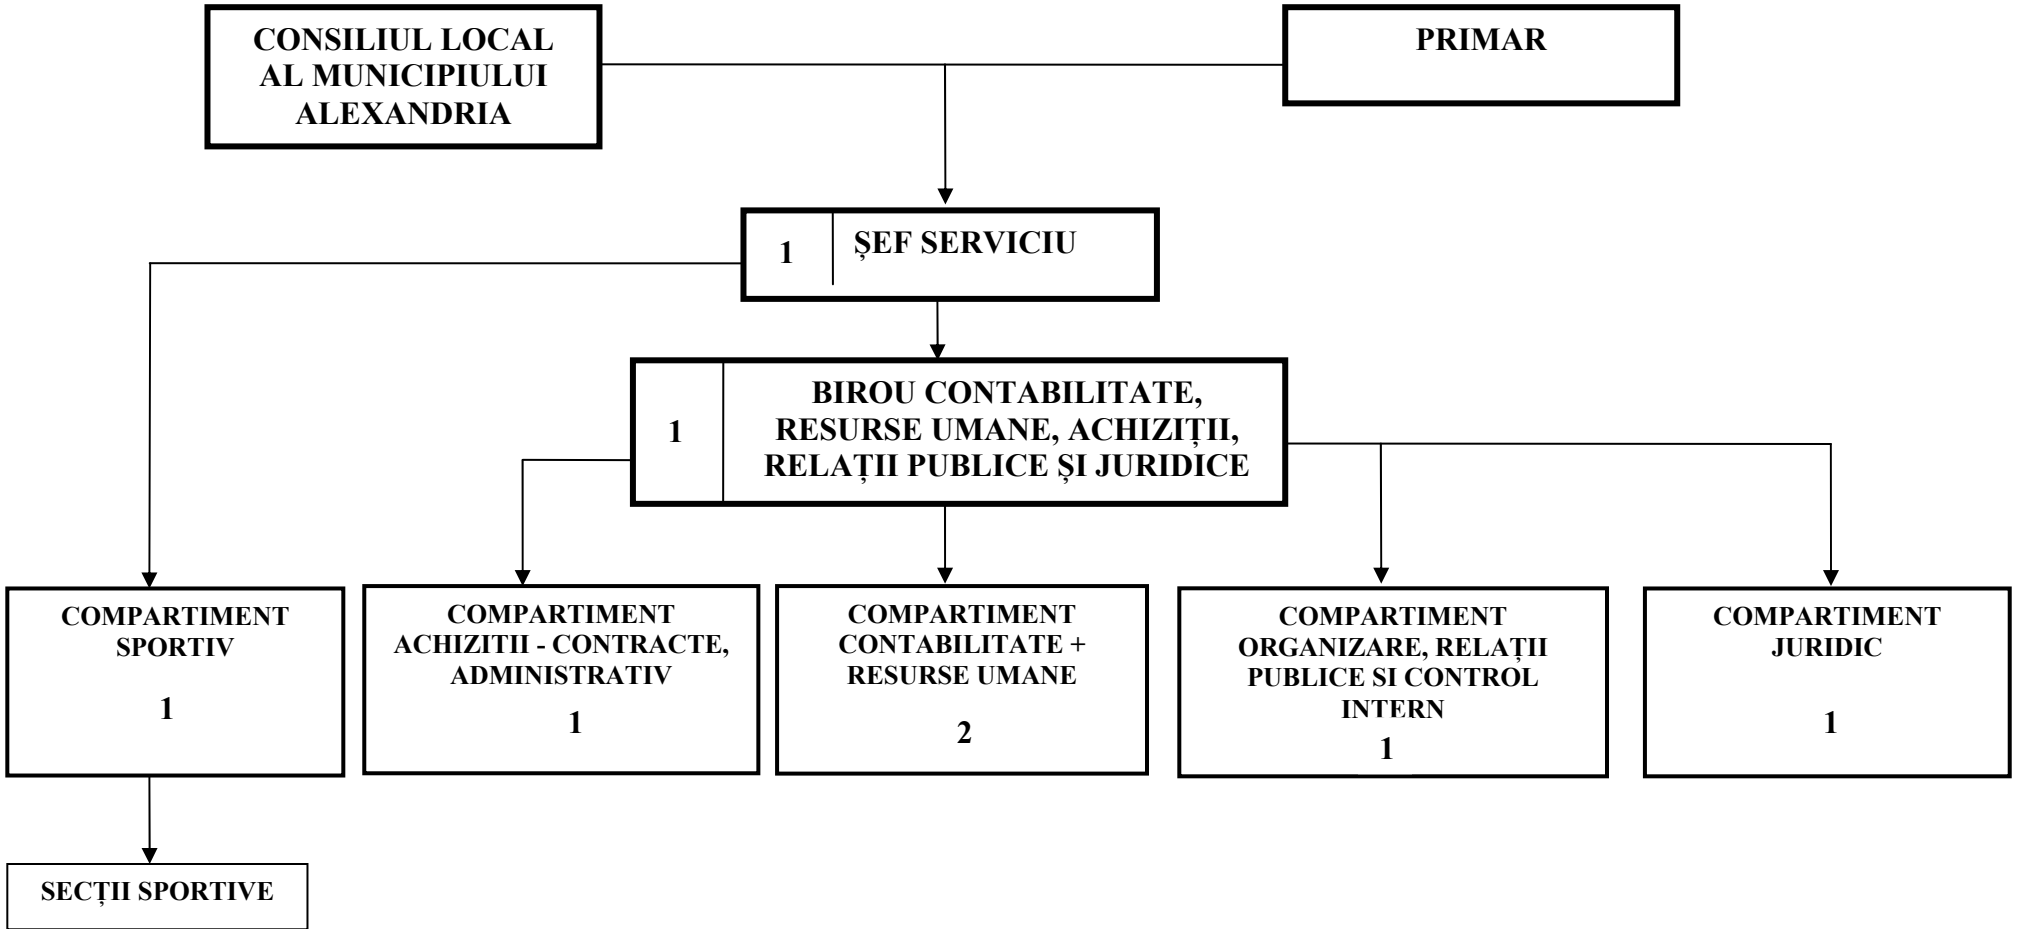 CONSILIUL LOCAL
AL MUNICIPIULUI
ALEXANDRIA
PRIMAR
1
ȘEF SERVICIU
1
BIROU CONTABILITATE,
RESURSE UMANE, ACHIZIȚII,
RELAȚII PUBLICE ȘI JURIDICE
COMPARTIMENT
SPORTIV
1
COMPARTIMENT
ACHIZITII - CONTRACTE,
ADMINISTRATIV
1
COMPARTIMENT
CONTABILITATE +
RESURSE UMANE
2
COMPARTIMENT
ORGANIZARE, RELAȚII
PUBLICE SI CONTROL
INTERN
1
COMPARTIMENT
JURIDIC
1
SECȚII SPORTIVE